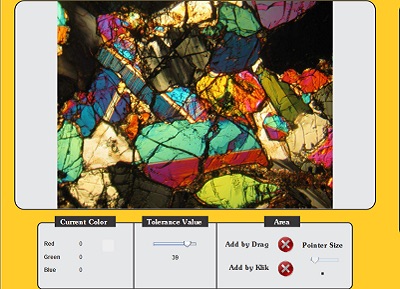 Current Color
Tolerance Value
Area
Red 0
Green 0
Blue 0
39
Add by Drag
Add by Klik
Pointer Size